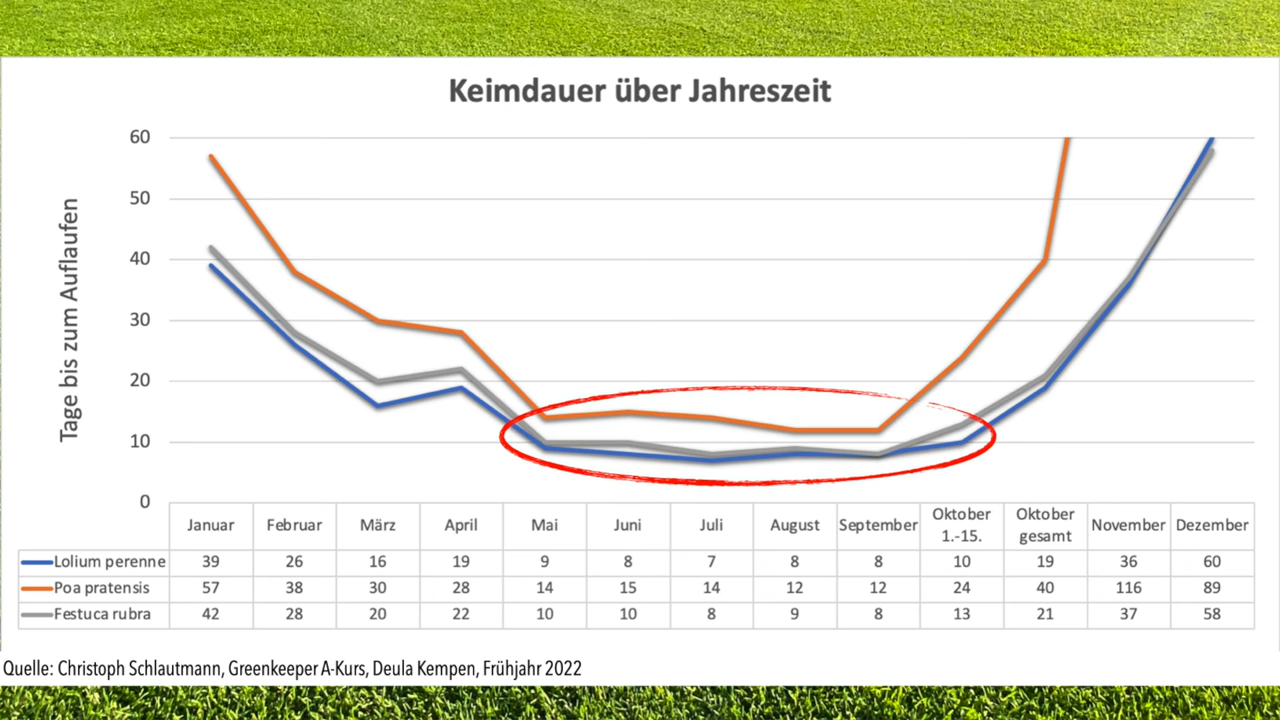 Keimdauer über Jahreszeit
Tage bis zum Auflaufen
60
50
40
30
20
10
0
Januar Februar März April Mai Juni Juli August September Oktober 1.-15. Oktober gesamt November Dezember
Lolium perenne 39 26 16 19 9 8 7 8 8 10 19 36 60
Poa pratensis 57 38 30 28 14 15 14 12 12 24 40 116 89
Festuca rubra 42 28 20 22 10 10 8 9 8 13 21 37 58
Quelle: Christoph Schlautmann, Greenkeeper A-Kurs, Deula Kempen, Frühjahr 2022